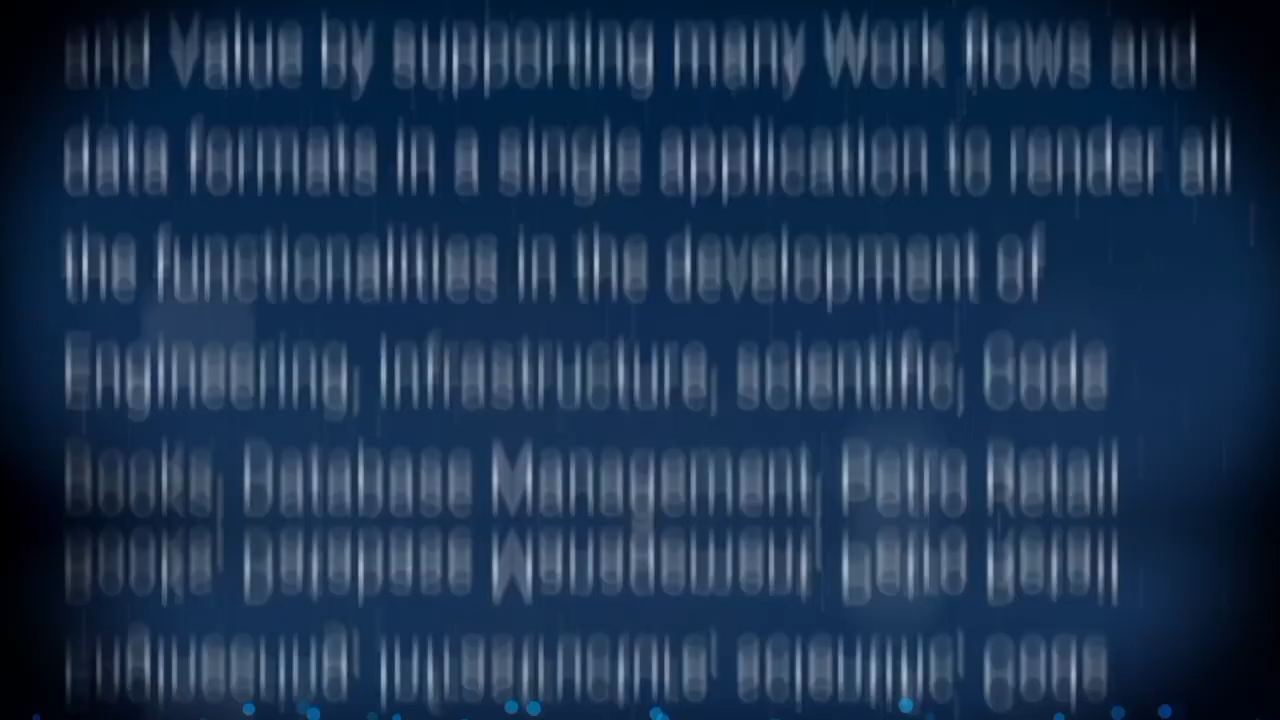 and Value by supporting many Work flows and
data formats in a single application to render all
the functionalities in the development of
Engineering, Infrastructure, scientific, Code
Books, Database Management, Petro Retail